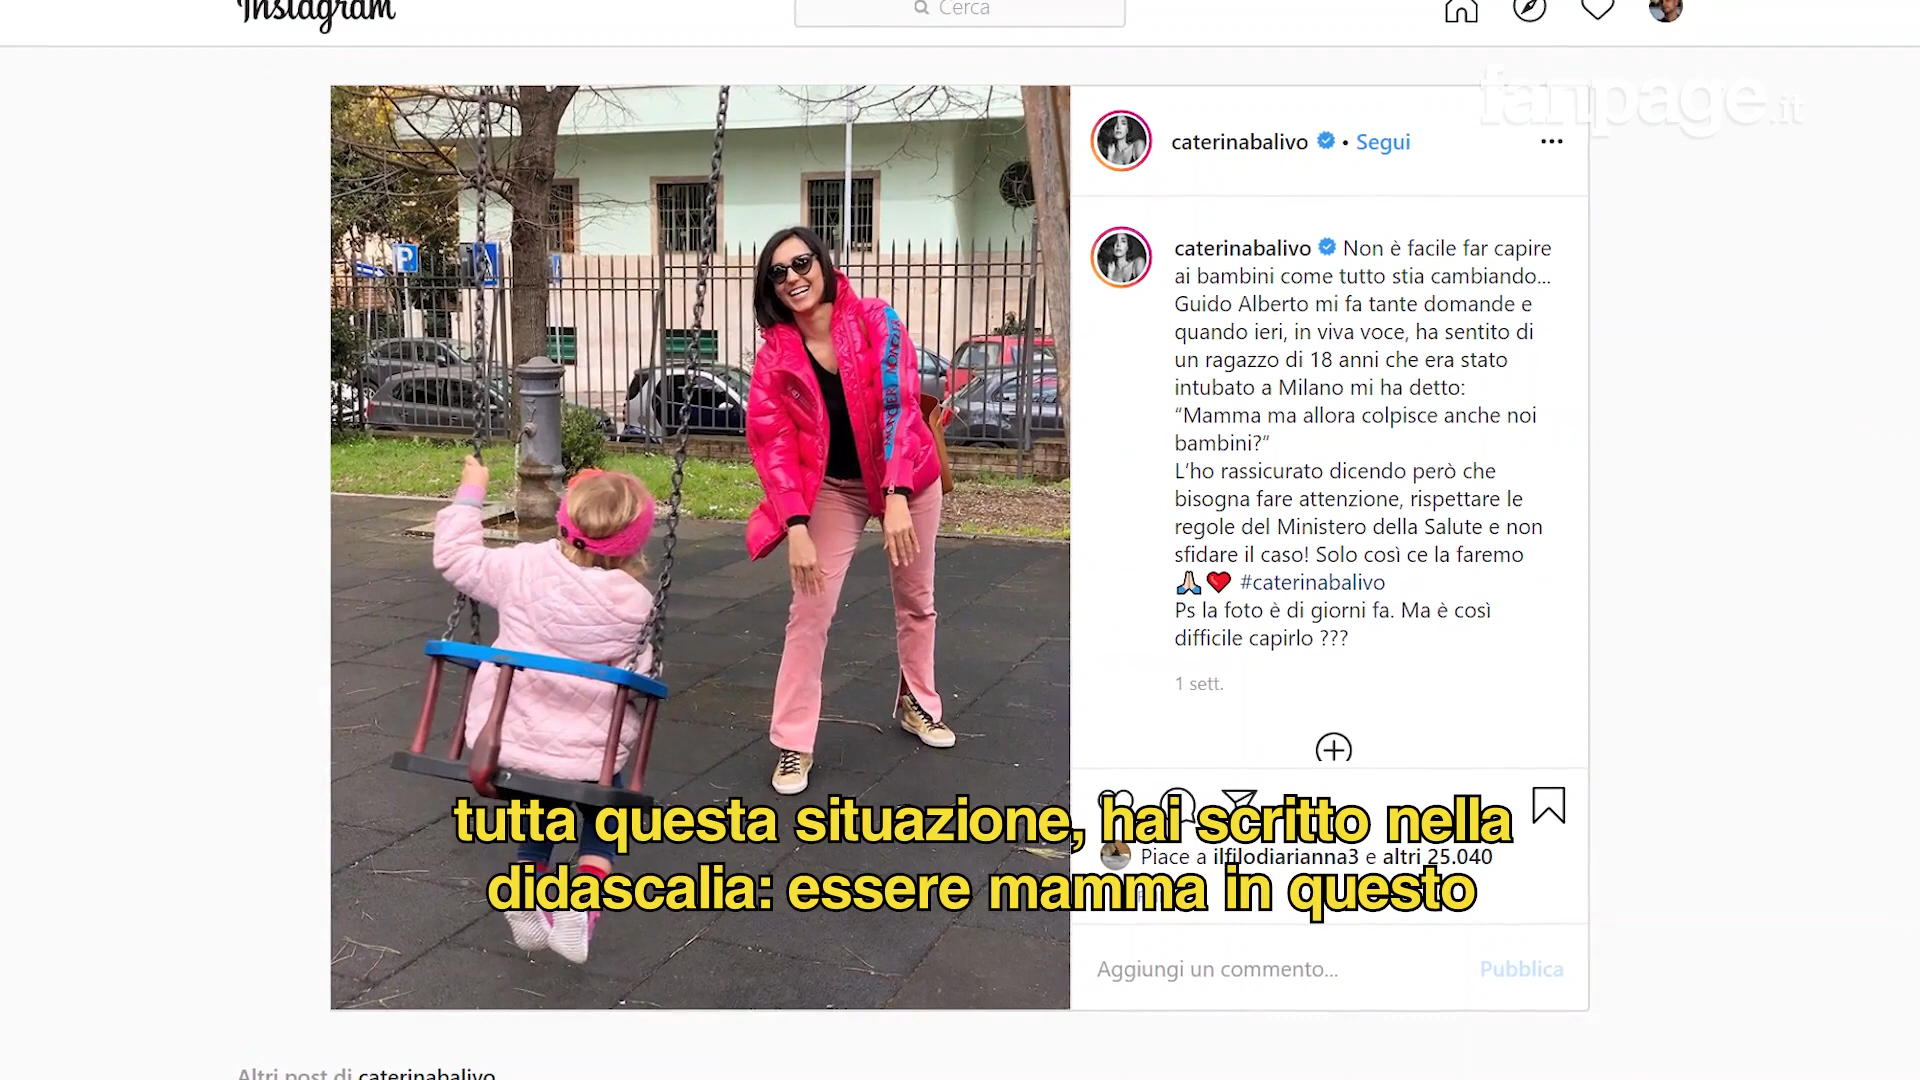 Instagram
Cerca
fanpage.it
caterinabalivo • Segui
caterinabalivo Non è facile far capire
ai bambini come tutto stia cambiando...
Guido Alberto mi fa tante domande e
quando ieri, in viva voce, ha sentito di
un ragazzo di 18 anni che era stato
intubato a Milano mi ha detto:
“Mamma ma allora colpisce anche noi
bambini?”
L’ho rassicurato dicendo però che
bisogna fare attenzione, rispettare le
regole del Ministero della Salute e non
sfidare il caso! Solo così ce la faremo
🙏🏻❤️ #caterinabalivo
Ps la foto è di giorni fa. Ma è così
difficile capirlo ???
1 sett.
P
MONCLER MONCLER
tutta questa situazione, hai scritto nella
Piace a ilfilodiarianna3 e altri 25.040
didascalia: essere mamma in questo
Aggiungi un commento... Pubblica
Altri post di caterinabalivo